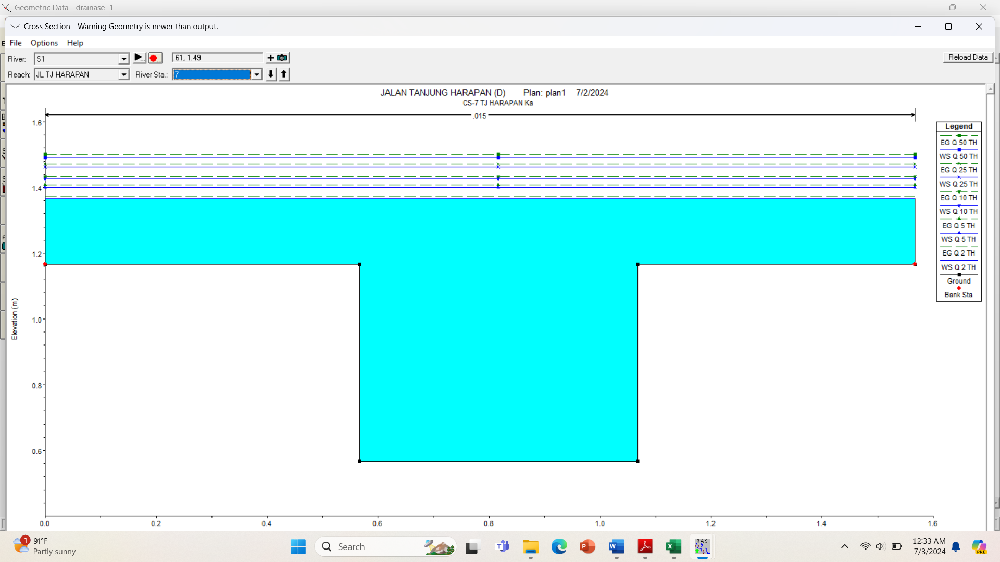 Geometric Data - drainase 1
Cross Section - Warning Geometry is newer than output.
File Options Help
River: S1 .61, 1.49 Reload Data
Reach: JL TJ HARAPAN River Sta.: 7
JALAN TANJUNG HARAPAN (D) Plan: plan1 7/2/2024
CS-7 TJ HARAPAN Ka
.015
1.6
1.4
1.2
1.0
0.8
0.6
Elevation (m)
0.0 0.2 0.4 0.6 0.8 1.0 1.2 1.4 1.6
Legend
EG Q 50 TH
WS Q 50 TH
EG Q 25 TH
WS Q 25 TH
EG Q 10 TH
WS Q 10 TH
EG Q 5 TH
WS Q 5 TH
EG Q 2 TH
WS Q 2 TH
Ground
Bank Sta
1
91°F
Partly sunny
Search
RAS
PRE
12:33 AM
7/3/2024